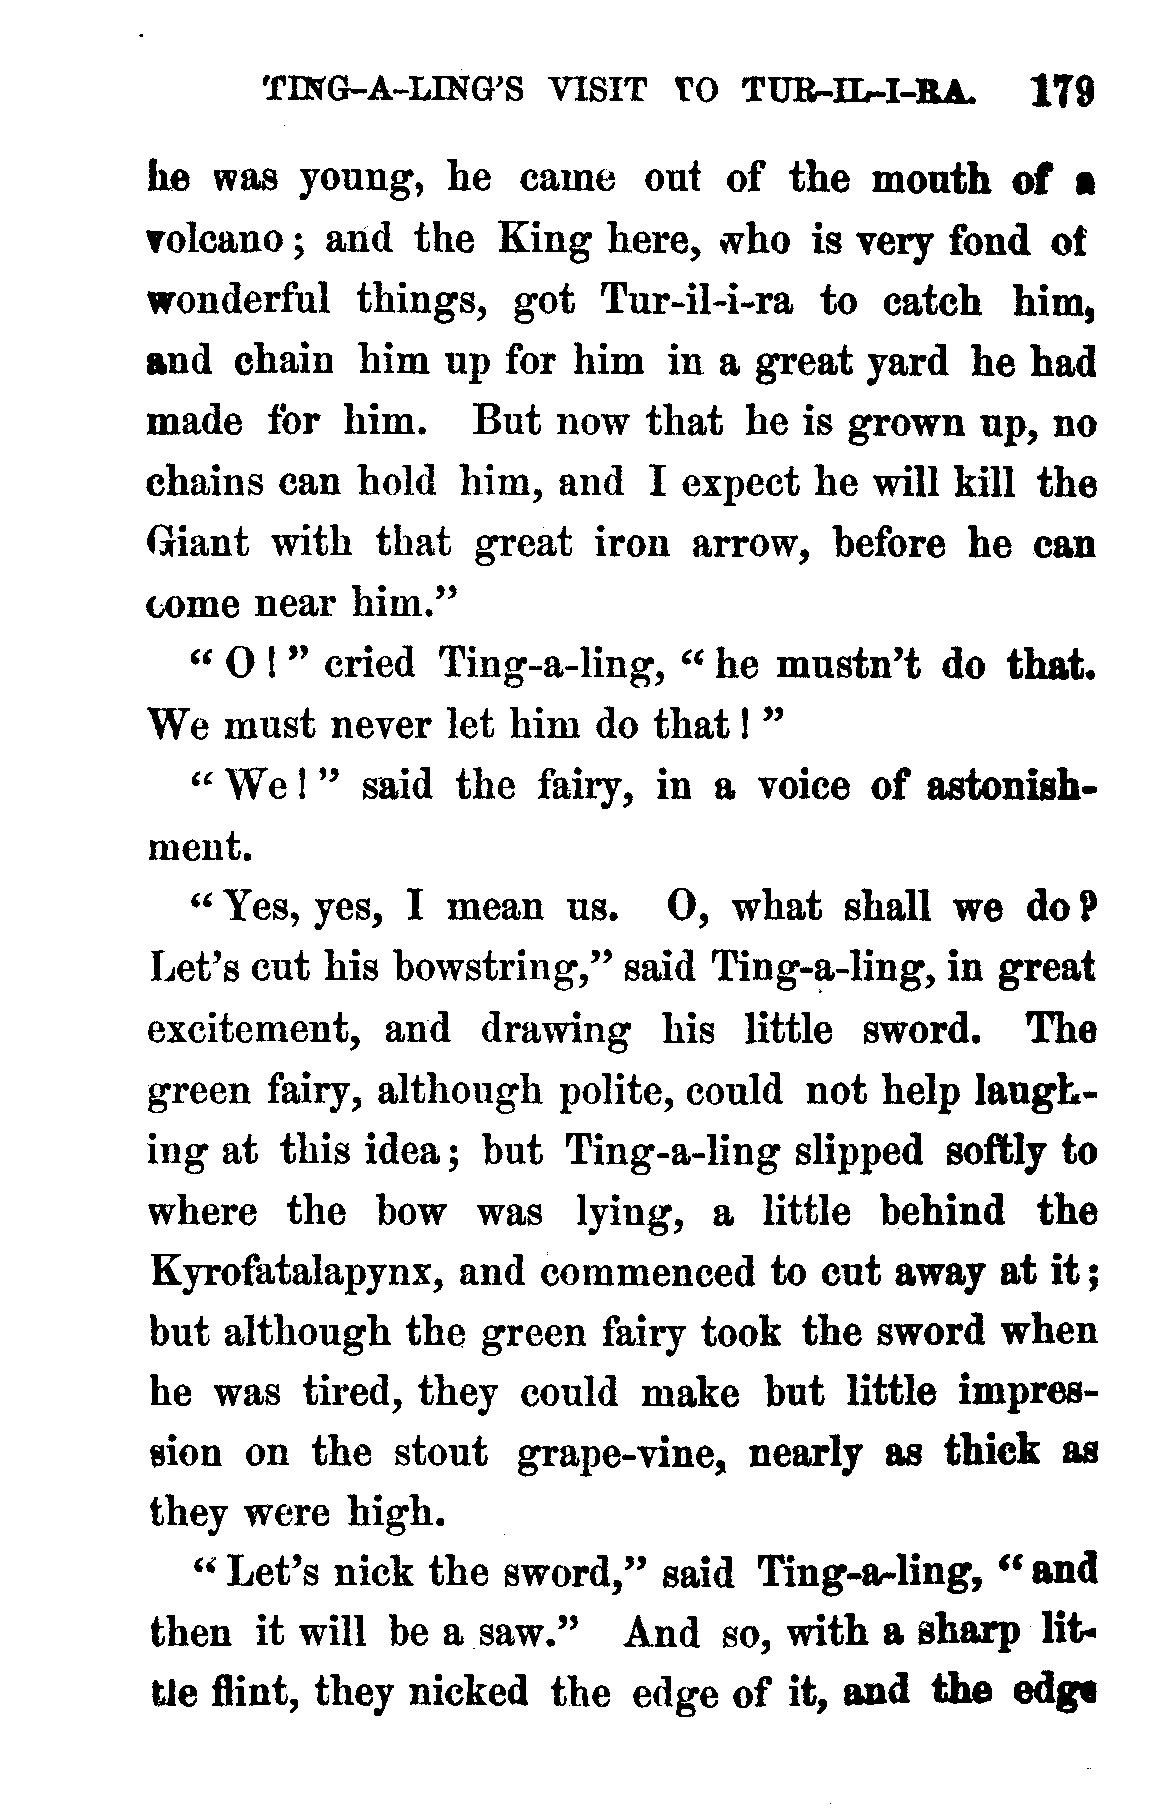 TING-A-LING'S VISIT TO TUR-IL-I-RA. 179
he was young, he came out of the mouth of a
volcano; and the King here, who is very fond of
wonderful things, got Tur-il-i-ra to catch him,
and chain him up for him in a great yard he had
made for him. But now that he is grown up, no
chains can hold him, and I expect he will kill the
Giant with that great iron arrow, before he can
come near him."
"O!" cried Ting-a-ling, "he mustn't do that.
We must never let him do that!"
"We!" said the fairy, in a voice of astonish-
ment.
"Yes, yes, I mean us. O, what shall we do?
Let's cut his bowstring," said Ting-a-ling, in great
excitement, and drawing his little sword. The
green fairy, although polite, could not help laugh-
ing at this idea; but Ting-a-ling slipped softly to
where the bow was lying, a little behind the
Kyrofatalapynx, and commenced to cut away at it;
but although the green fairy took the sword when
he was tired, they could make but little impres-
sion on the stout grape-vine, nearly as thick as
they were high.
"Let's nick the sword," said Ting-a-ling, "and
then it will be a saw." And so, with a sharp lit-
tle flint, they nicked the edge of it, and the edge